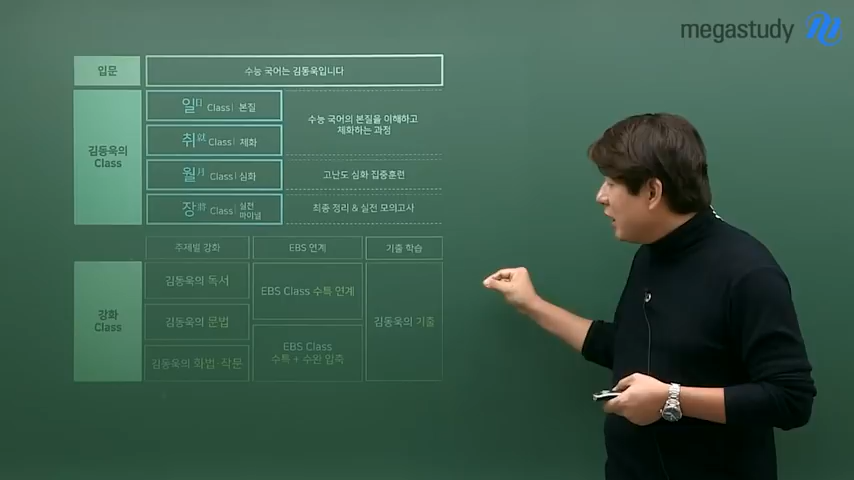 megastudy
입문
수능 국어는 김동욱입니다
김동욱의
Class
일日 Class| 본질
취就 Class| 체화
수능 국어의 본질을 이해하고
체화하는 과정
월月 Class| 심화
고난도 심화 집중훈련
장將 Class| 실전
파이널
최종 정리 & 실전 모의고사
주제별 강화
EBS 연계
기출 학습
강화
Class
김동욱의 독서
EBS Class 수특 연계
김동욱의 기출
김동욱의 문법
EBS Class
수특 + 수완 압축
김동욱의 화법·작문